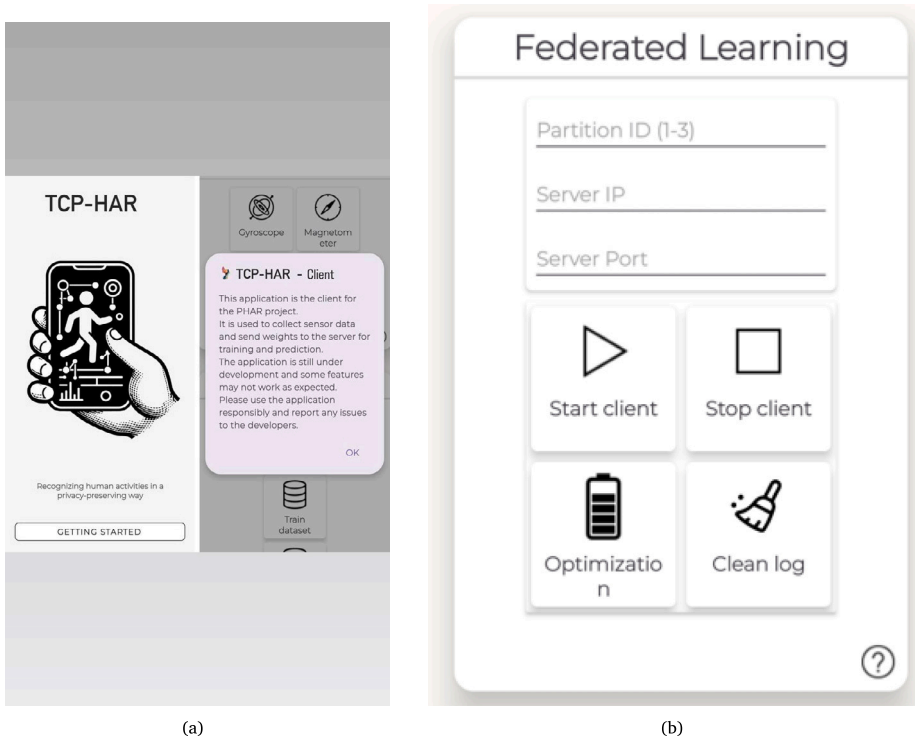 TCP-HAR
Recognizing human activities in a
privacy-preserving way
GETTING STARTED
Gyroscope
Magnetom
eter
TCP-HAR - Client
This application is the client for
the PHAR project.
It is used to collect sensor data
and send weights to the server for
training and prediction.
The application is still under
development and some features
may not work as expected.
Please use the application
responsibly and report any issues
to the developers.
OK
Train
dataset
(a)
Federated Learning
Partition ID (1-3)
Server IP
Server Port
Start client
Stop client
Optimizatio
n
Clean log
?
(b)